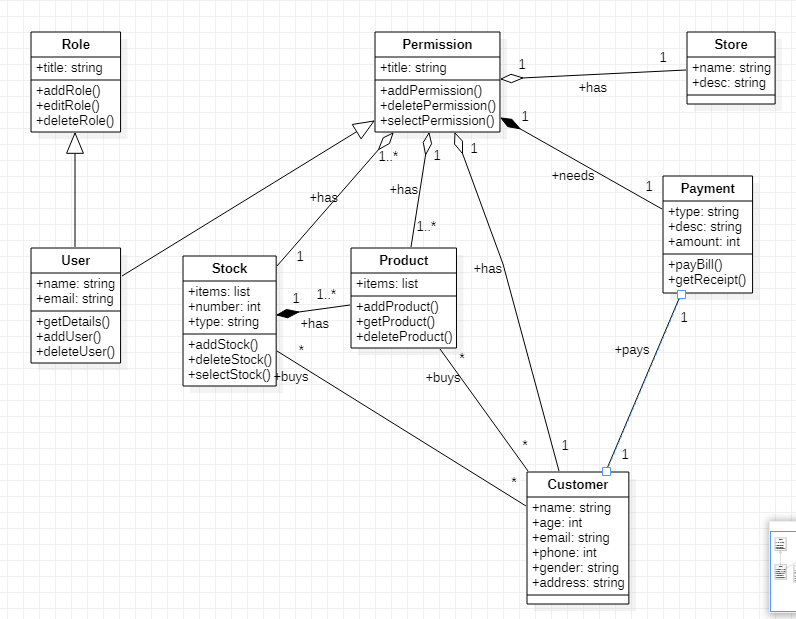 Role
+title: string
+addRole()
+editRole()
+deleteRole()
Permission
+title: string
+addPermission()
+deletePermission()
+selectPermission()
Store
+name: string
+desc: string
1
1
+has
1
+needs
1
Payment
+type: string
+desc: string
+amount: int
+payBill()
+getReceipt()
1..*
1
1
+has
+has
1..*
+has
1
User
+name: string
+email: string
+getDetails()
+addUser()
+deleteUser()
Stock
+items: list
+number: int
+type: string
+addStock()
+deleteStock()
+selectStock()
Product
+items: list
+addProduct()
+getProduct()
+deleteProduct()
1
1..*
+has
*
+buys
*
+buys
1
+pays
*
1
1
*
Customer
+name: string
+age: int
+email: string
+phone: int
+gender: string
+address: string